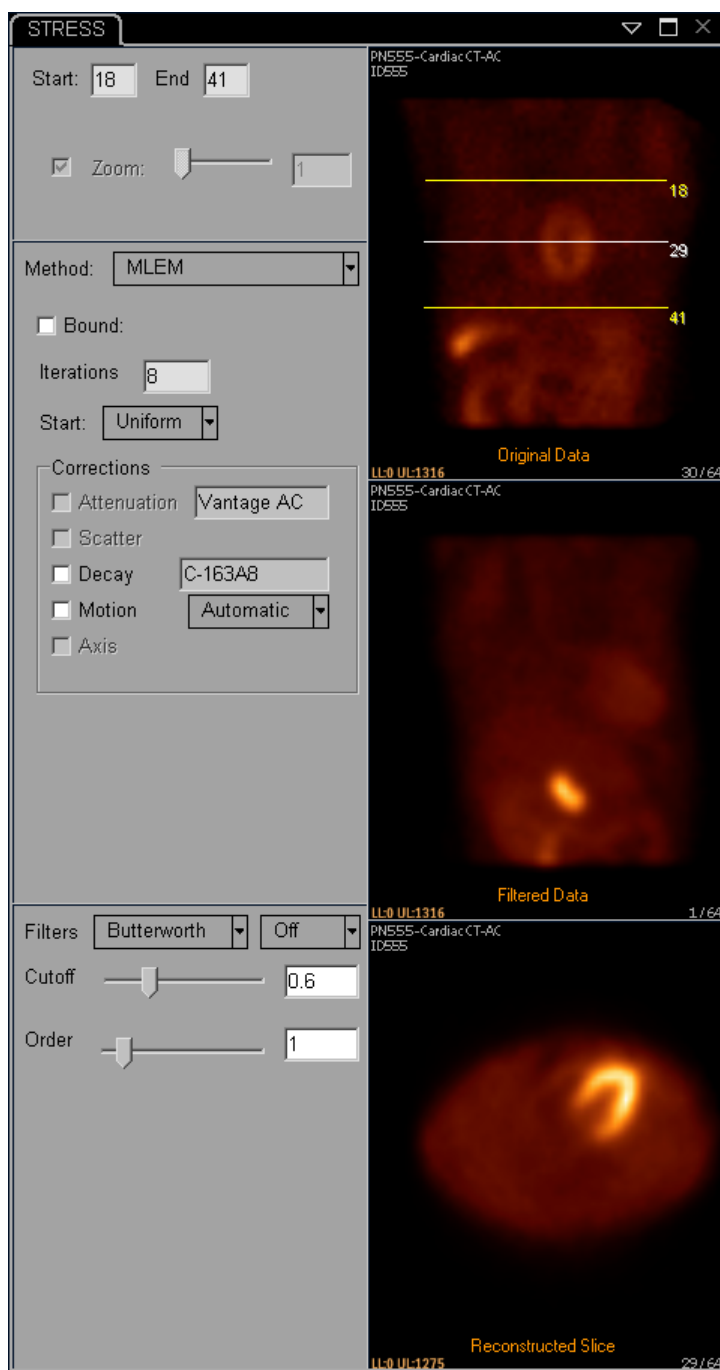 STRESS
Start: 18 End 41
Zoom: 1
Method: MLEM
Bound:
Iterations 8
Start: Uniform
Corrections
Attenuation Vantage AC
Scatter
Decay C-163A8
Motion Automatic
Axis
Filters Butterworth Off
Cutoff 0.6
Order 1
PN555-Cardiac CT-AC
ID555
18
29
41
Original Data
LL:0 UL:1316 30/64
PN555-Cardiac CT-AC
ID555
Filtered Data
LL:0 UL:1316 1/64
PN555-Cardiac CT-AC
ID555
Reconstructed Slice
LL:0 UL:1275 29/64